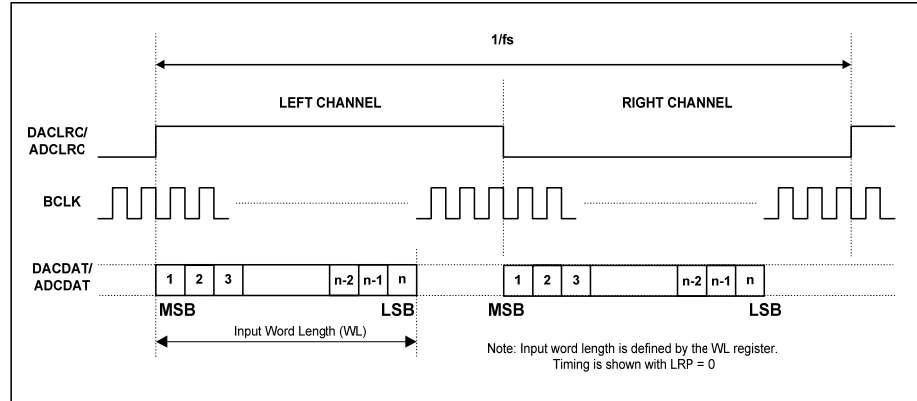 1/fs
LEFT CHANNEL RIGHT CHANNEL
DACLRC/
ADCLRC
BCLK
DACDAT/
ADCDAT
1 2 3 n-2 n-1 n 1 2 3 n-2 n-1 n
MSB LSB MSB LSB
Input Word Length (WL)
Note: Input word length is defined by the WL register.
Timing is shown with LRP = 0